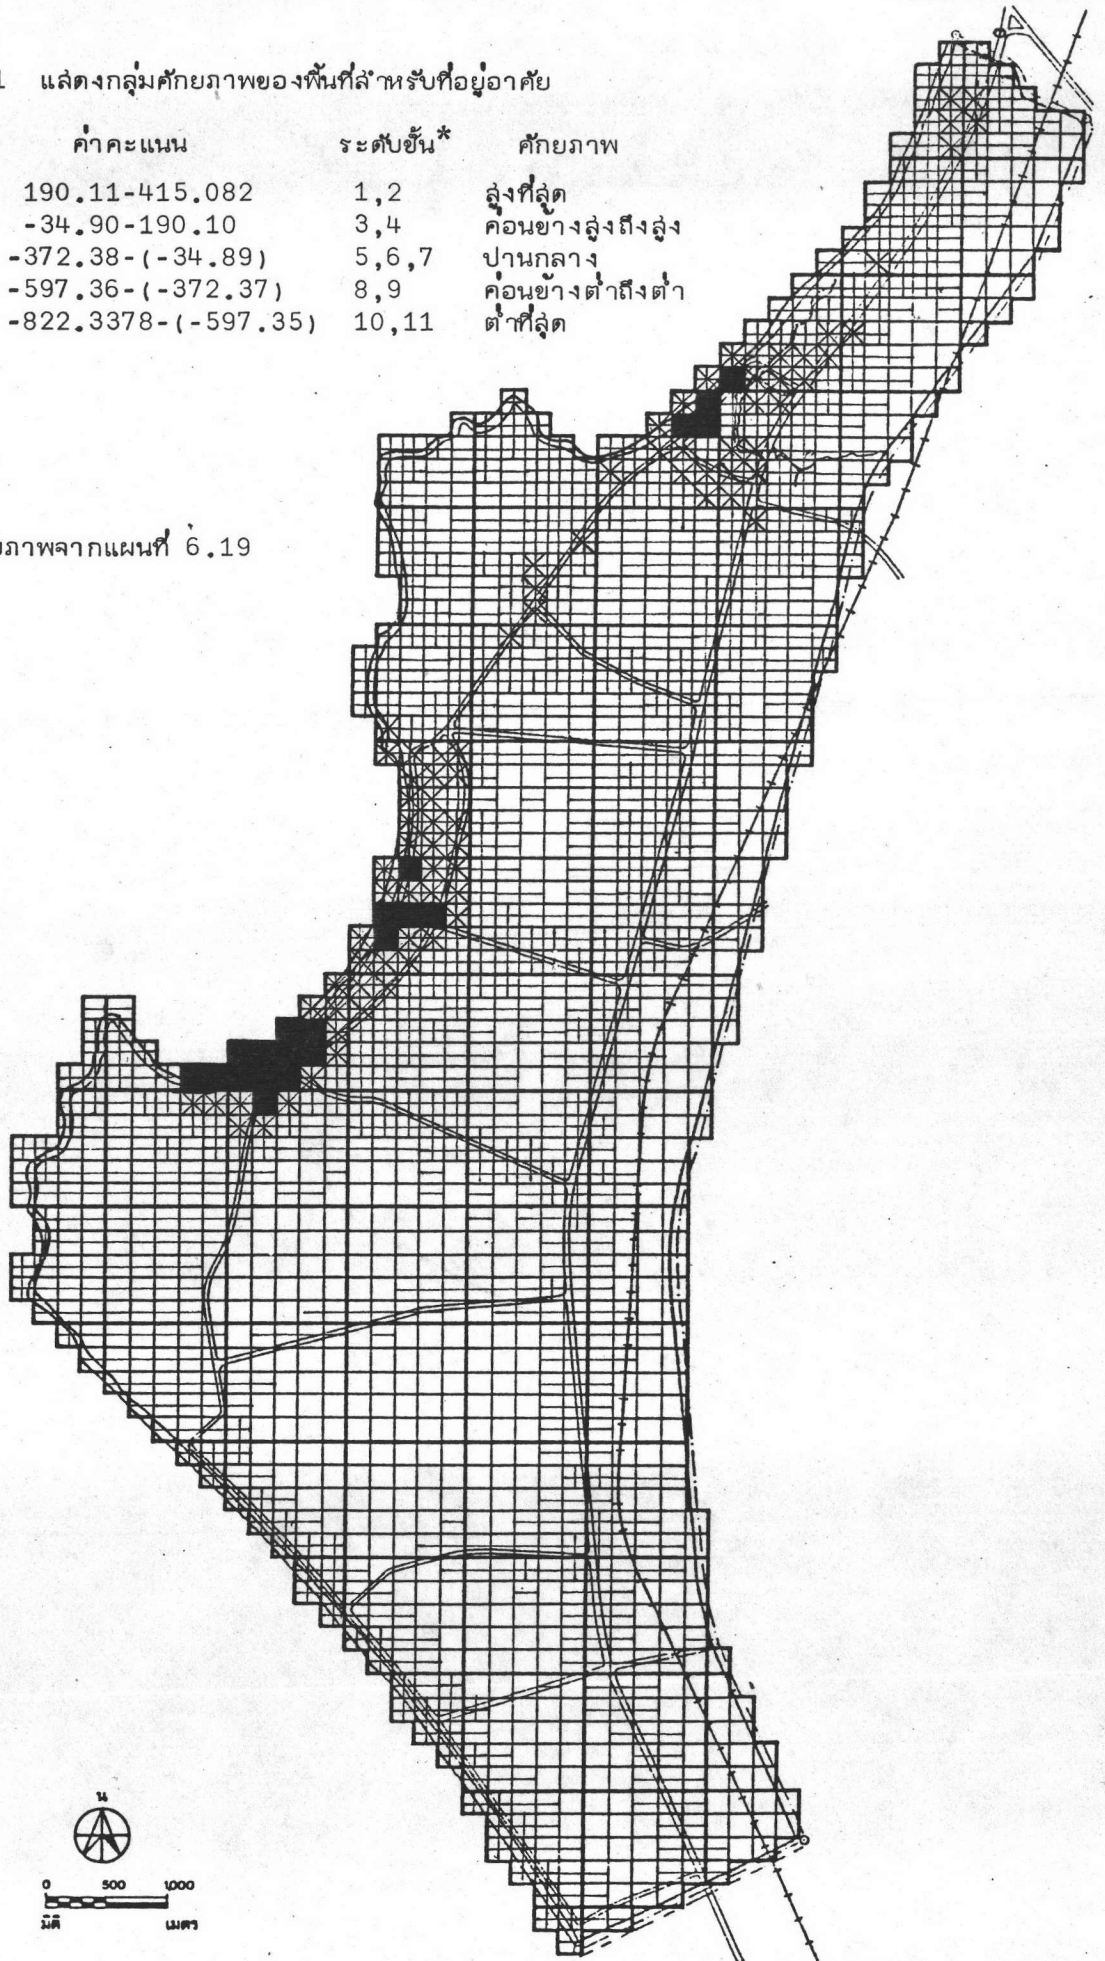 1 แสดงกลุ่มศักยภาพของพื้นที่สำหรับที่อยู่อาศัย
ค่าคะแนน ระดับชั้น* ศักยภาพ
190.11-415.082 1,2 สูงที่สุด
-34.90-190.10 3,4 ค่อนข้างสูงถึงสูง
-372.38-(-34.89) 5,6,7 ปานกลาง
-597.36-(-372.37) 8,9 ค่อนข้างต่ำถึงต่ำ
-822.3378-(-597.35) 10,11 ต่ำที่สุด
ยภาพจากแผนที่ 6.19
น
0 500 1,000
มิติ เมตร